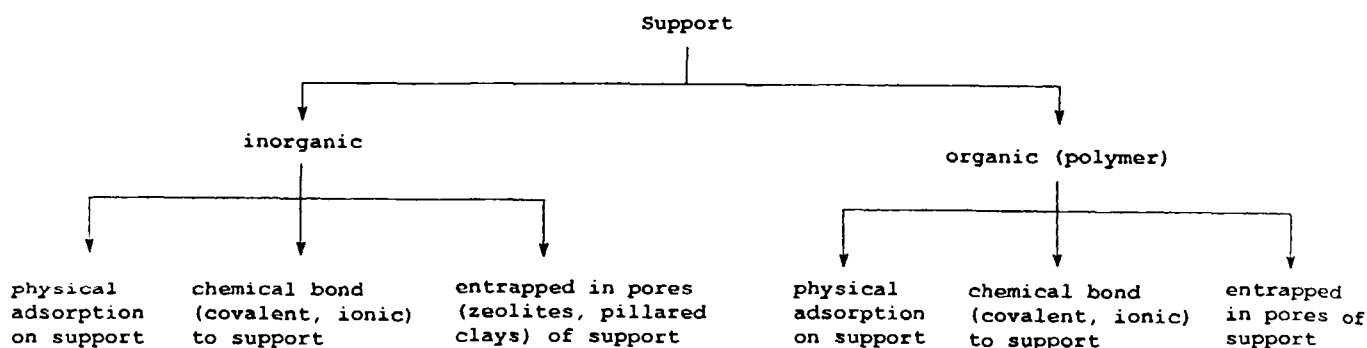 Support
inorganic
organic (polymer)
physical
adsorption
on support
chemical bond
(covalent, ionic)
to support
entrapped in pores
(zeolites, pillared
clays) of support
physical
adsorption
on support
chemical bond
(covalent, ionic)
to support
entrapped
in pores of
support